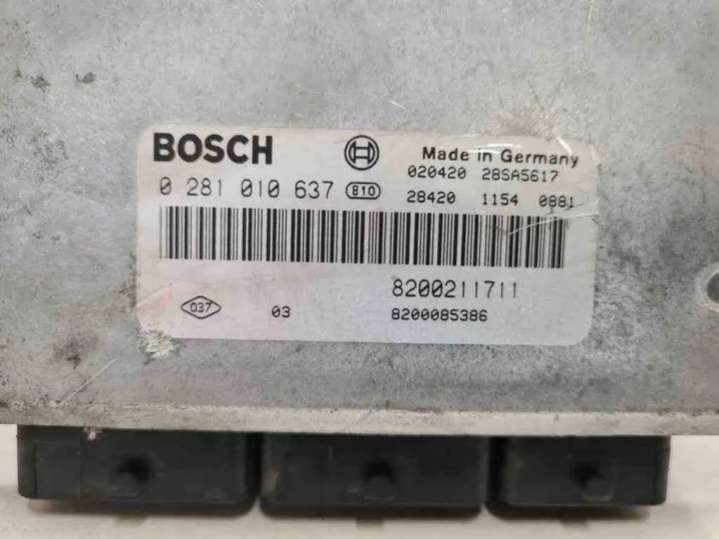 BOSCH
Made in Germany
020420 28SA5617
0 281 010 637 810
28420 1154 0881
8200211711
037 03
8200085386